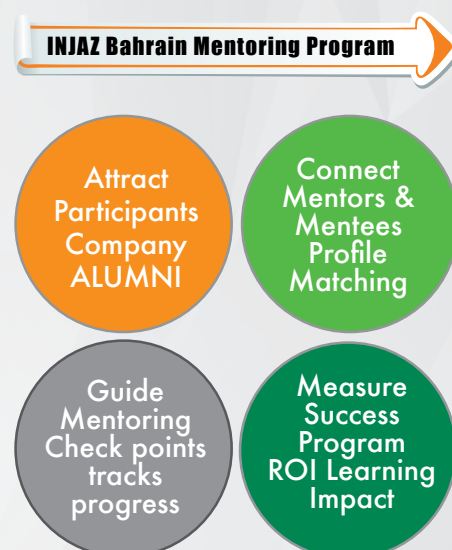 INJAZ Bahrain Mentoring Program
Attract
Participants
Company
ALUMNI
Connect
Mentors &
Mentees
Profile
Matching
Guide
Mentoring
Check points
tracks
progress
Measure
Success
Program
ROI Learning
Impact